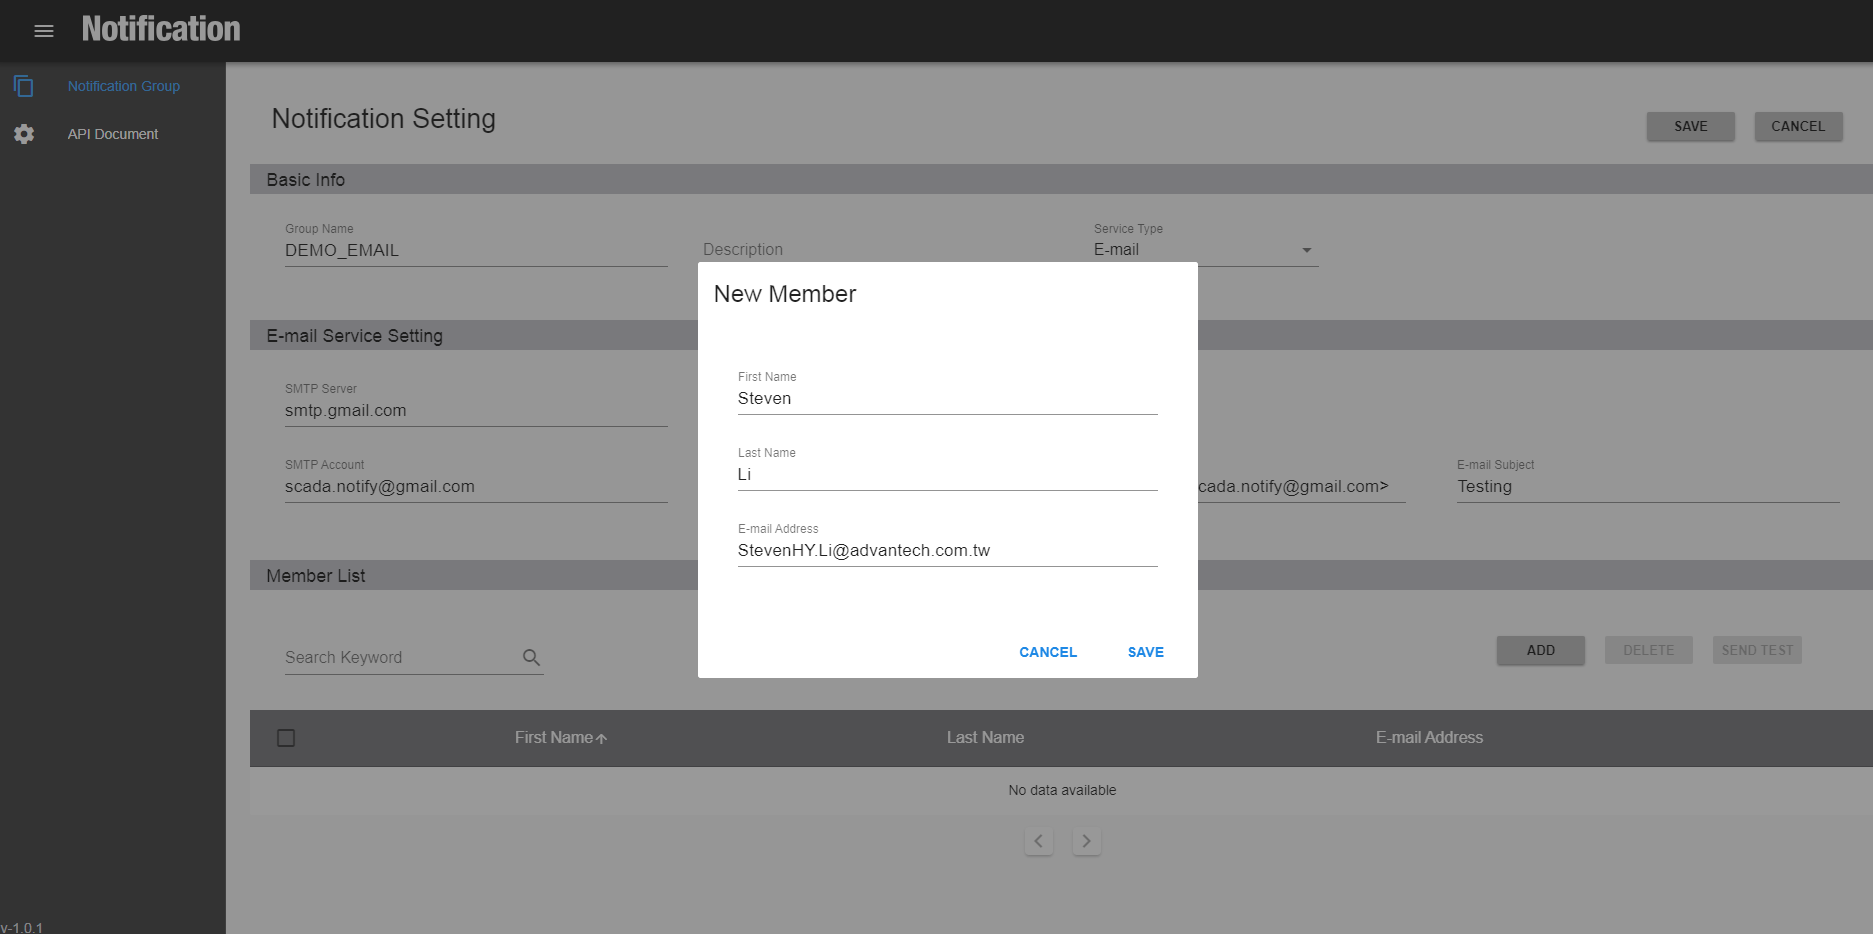 Notification
Notification Group
API Document
Notification Setting
SAVE CANCEL
Basic Info
Group Name
DEMO_EMAIL
Description
Service Type
E-mail
New Member
First Name
Steven
Last Name
Li
E-mail Address
StevenHY.Li@advantech.com.tw
CANCEL SAVE
E-mail Service Setting
SMTP Server
smtp.gmail.com
SMTP Account
scada.notify@gmail.com
cada.notify@gmail.com>
E-mail Subject
Testing
Member List
Search Keyword
ADD DELETE SEND TEST
First Name Last Name E-mail Address
No data available
v-1.0.1